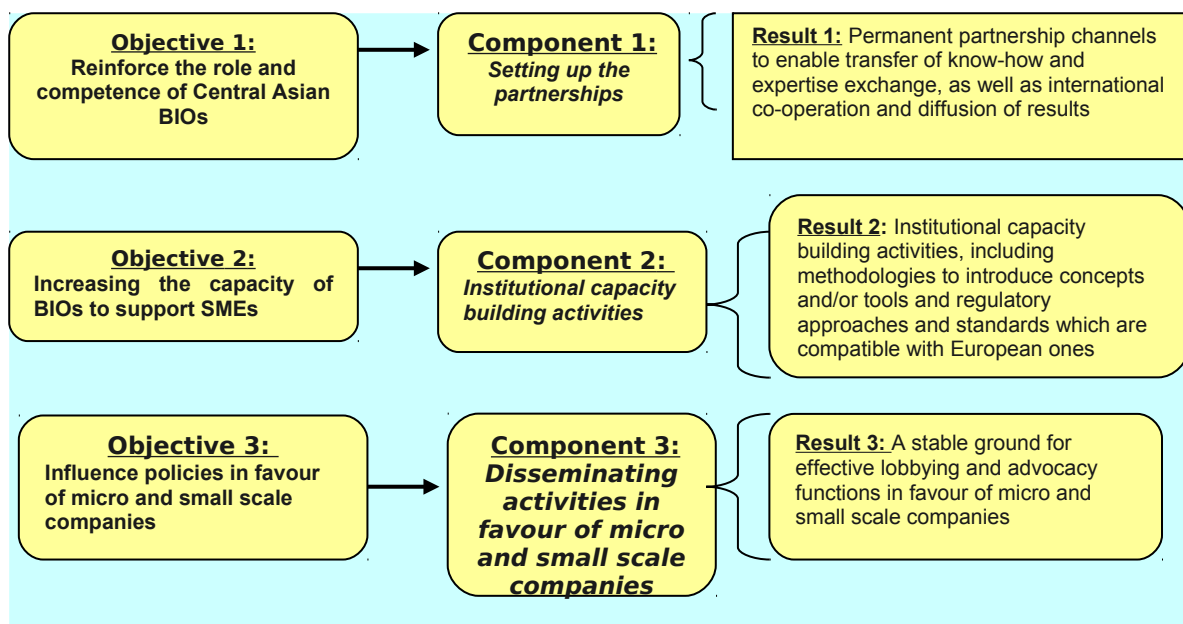 Objective 1:
Reinforce the role and
competence of Central Asian
BIOs
Component 1:
Setting up the
partnerships
Result 1: Permanent partnership channels
to enable transfer of know-how and
expertise exchange, as well as international
co-operation and diffusion of results
Objective 2:
Increasing the capacity of
BIOs to support SMEs
Component 2:
Institutional capacity
building activities
Result 2: Institutional capacity
building activities, including
methodologies to introduce concepts
and/or tools and regulatory
approaches and standards which are
compatible with European ones
Objective 3:
Influence policies in favour
of micro and small scale
companies
Component 3:
Disseminating
activities in
favour of micro
and small scale
companies
Result 3: A stable ground for
effective lobbying and advocacy
functions in favour of micro and
small scale companies